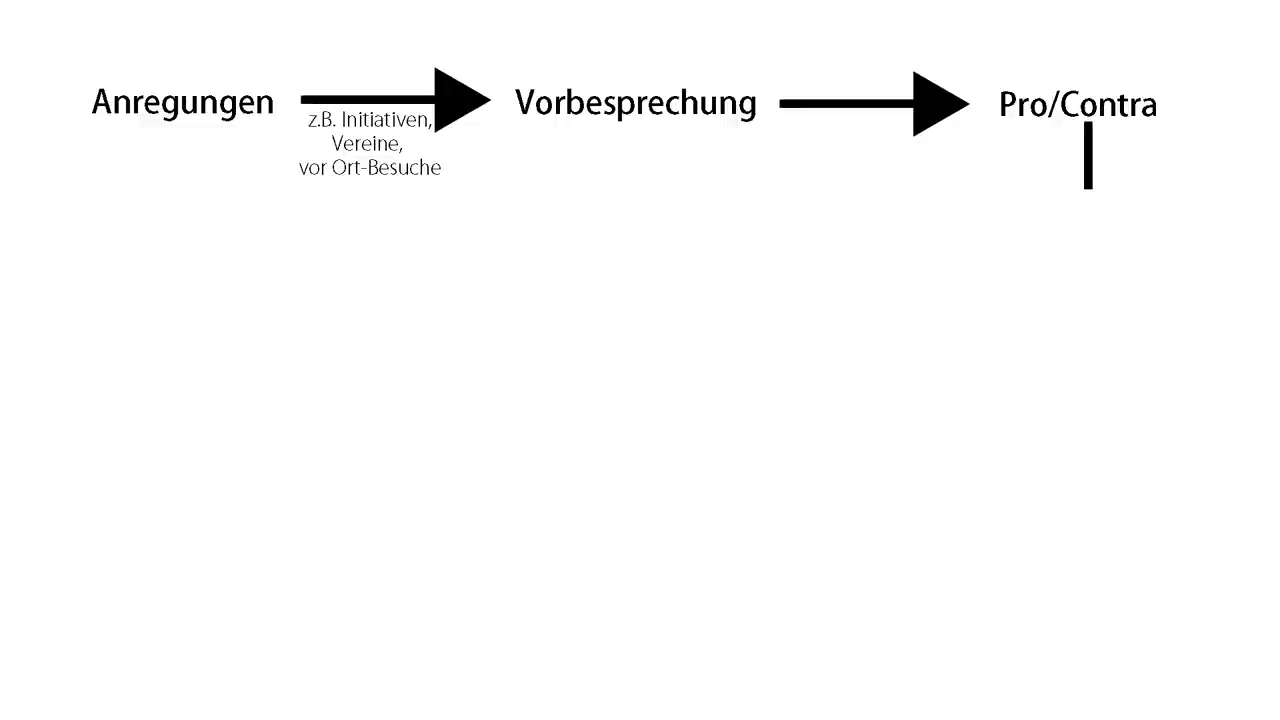 Anregungen
z.B. Initiativen,
Vereine,
vor Ort-Besuche
Vorbesprechung
Pro/Contra